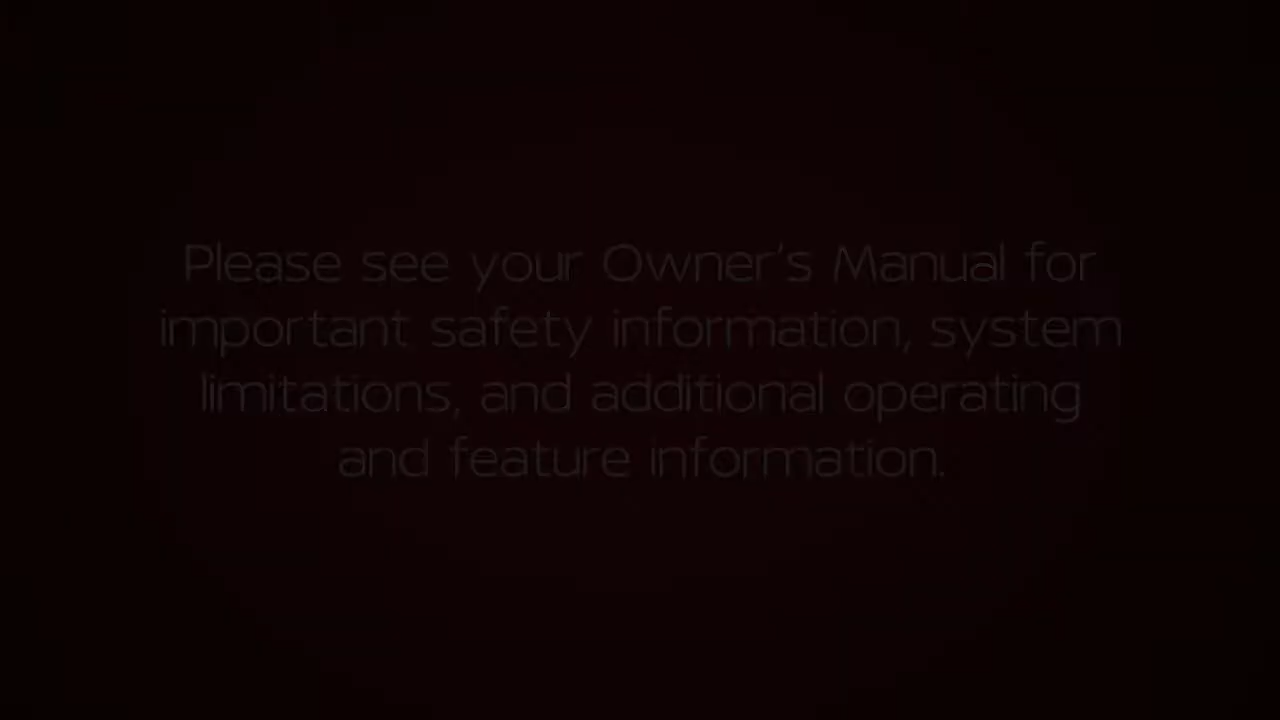 Please see your Owner's Manual for
important safety information, system
limitations, and additional operating
and feature information.